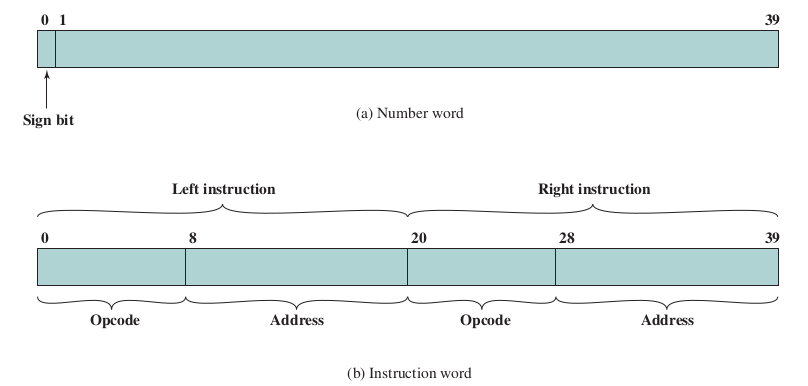 0 1 39
Sign bit
(a) Number word
Left instruction Right instruction
0 8 20 28 39
Opcode Address Opcode Address
(b) Instruction word